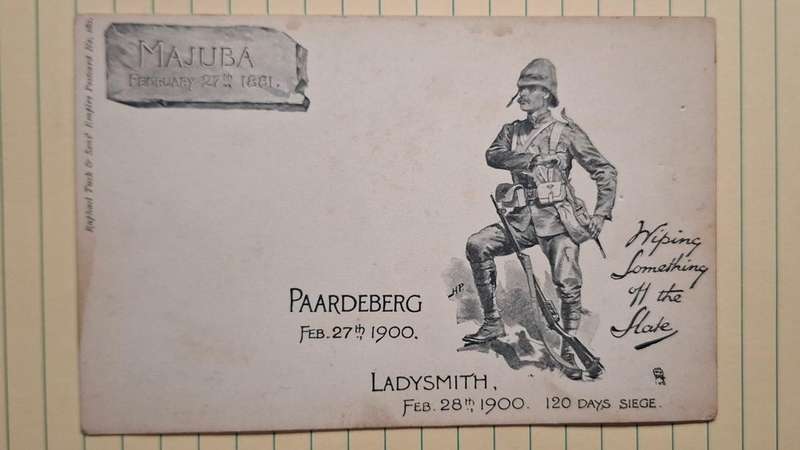 MAJUBA
FEBRUARY 27th 1881.
Raphael Tuck & Sons' Empire Postcard No. 
PAARDEBERG
FEB. 27th 1900.
LADYSMITH,
FEB. 28th 1900. 120 DAYS SIEGE.
Wiping
Something
off the
Slate
HP.